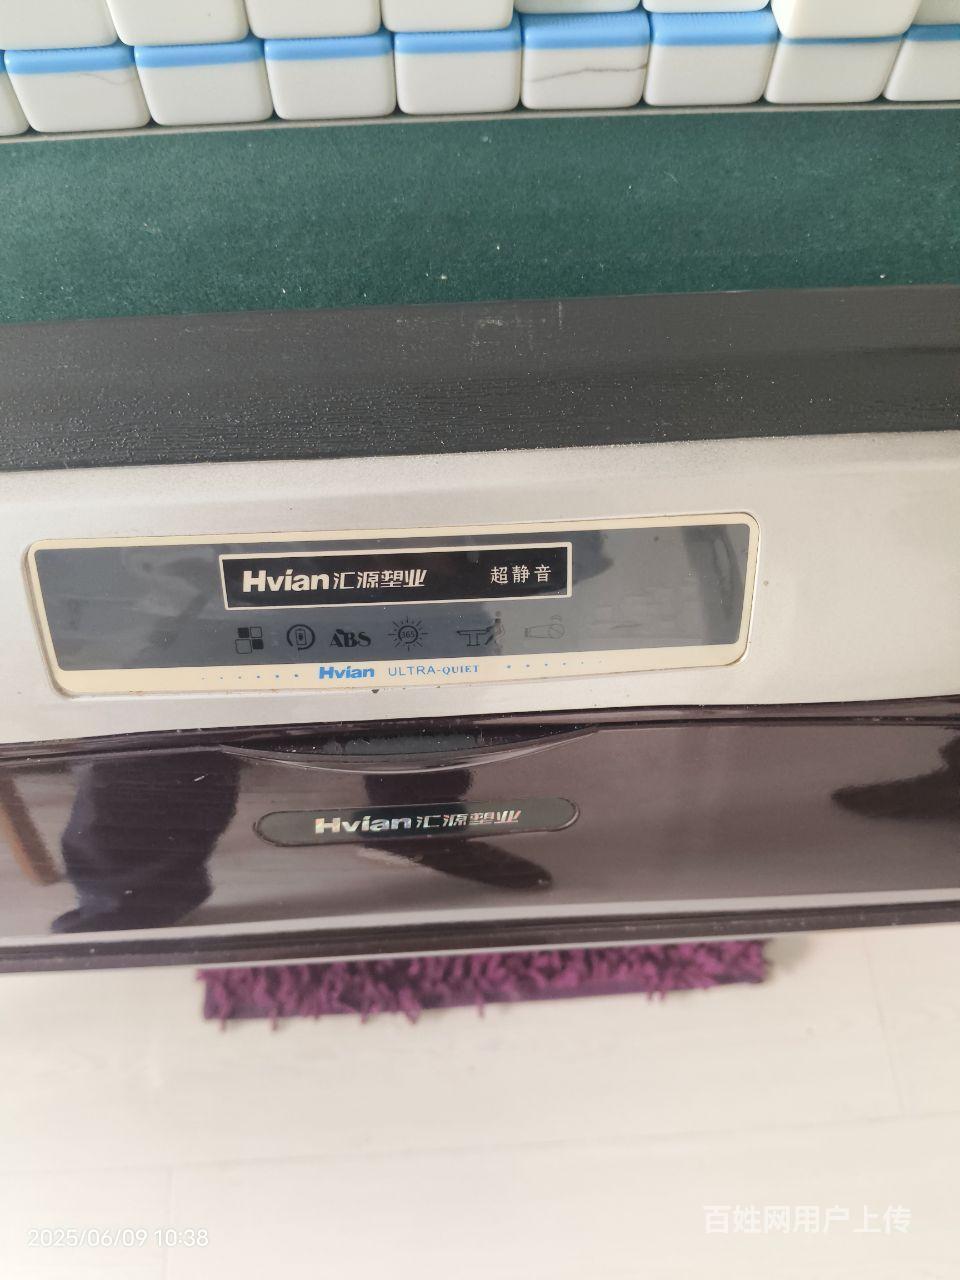 Hvian汇源塑业 超静音
ABS 365
Hvian ULTRA-QUIET
Hvian汇源塑业
百姓网用户上传
2025/06/09 10:38